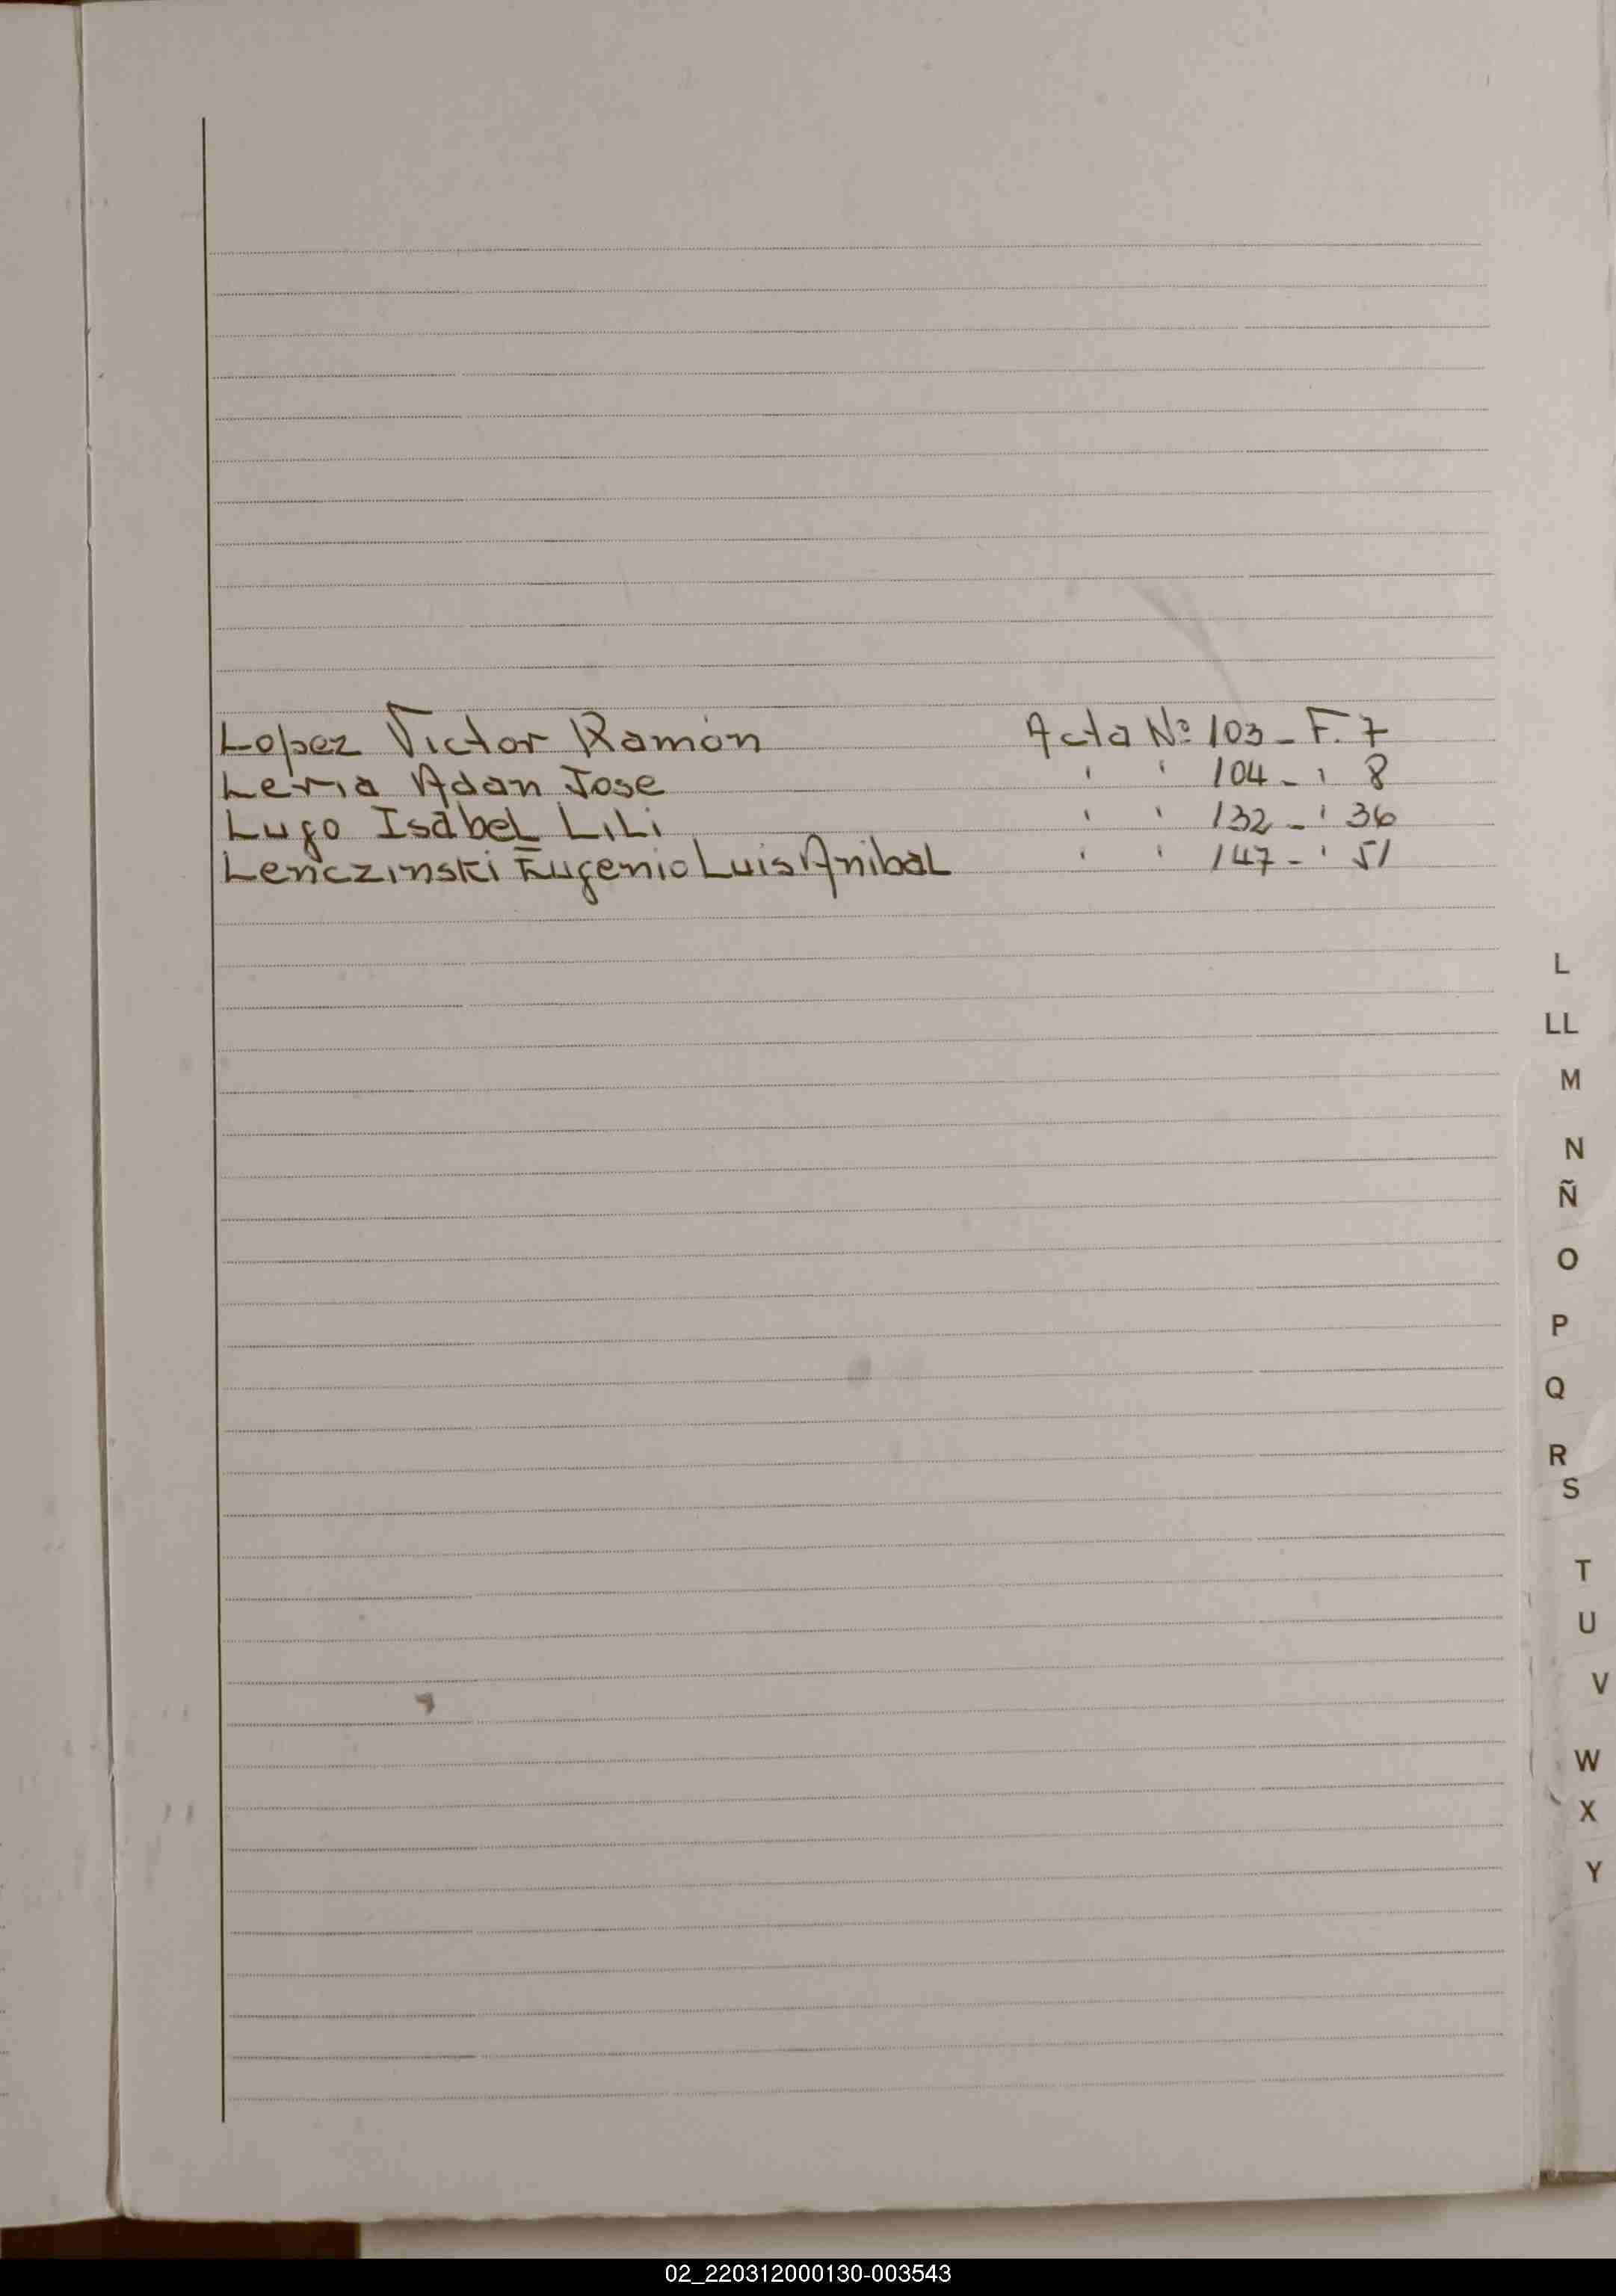 Lopez Victor Ramón Acta Nº 103 - F. 7
Leria Adan Jose ' ' 104 - ' 8
Lugo Isabel Lili ' ' 132 - ' 36
Lenczinski Eugenio Luis Anibal ' ' 147 - ' 51
L
LL
M
N
Ñ
O
P
Q
R
S
T
U
V
W
X
Y
02_220312000130-003543